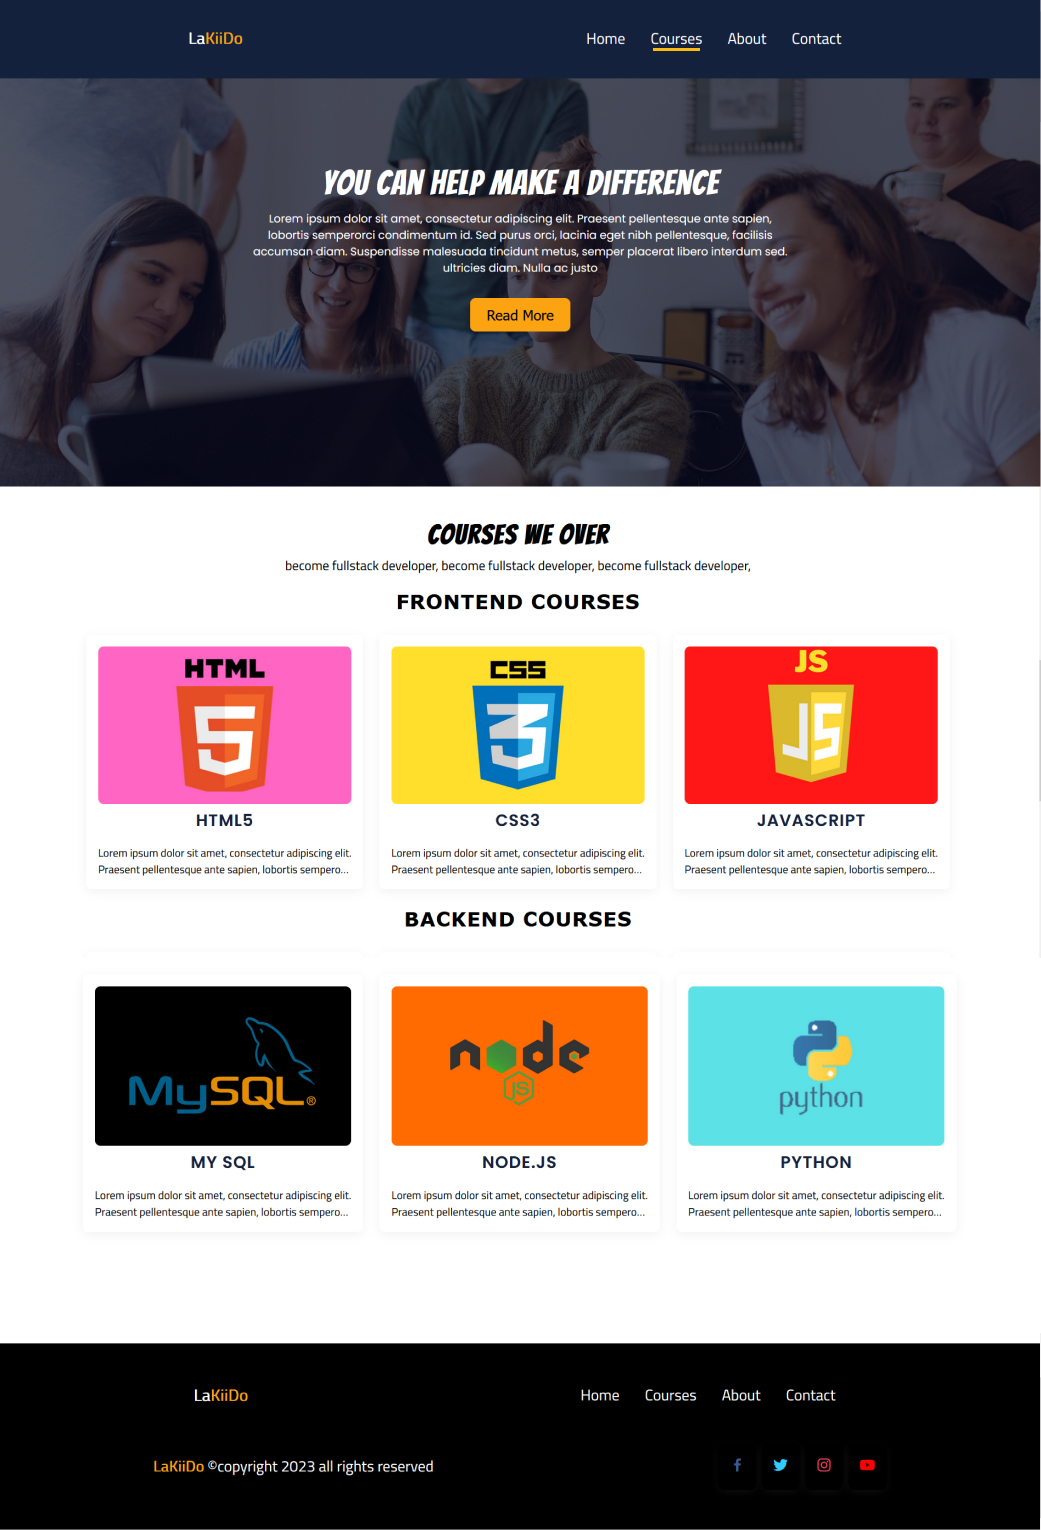 LaKiiDo
Home Courses About Contact
YOU CAN HELP MAKE A DIFFERENCE
Lorem ipsum dolor sit amet, consectetur adipiscing elit. Praesent pellentesque ante sapien,
lobortis semperorci condimentum id. Sed purus orci, lacinia eget nibh pellentesque, facilisis
accumsan diam. Suspendisse malesuada tincidunt metus, semper placerat libero interdum sed.
ultricies diam. Nulla ac justo
Read More
COURSES WE OVER
become fullstack developer, become fullstack developer, become fullstack developer,
FRONTEND COURSES
HTML
5
CSS
3
JS
JS
HTML5
CSS3
JAVASCRIPT
Lorem ipsum dolor sit amet, consectetur adipiscing elit.
Praesent pellentesque ante sapien, lobortis sempero...
Lorem ipsum dolor sit amet, consectetur adipiscing elit.
Praesent pellentesque ante sapien, lobortis sempero...
Lorem ipsum dolor sit amet, consectetur adipiscing elit.
Praesent pellentesque ante sapien, lobortis sempero...
BACKEND COURSES
MySQL®
node
JS
python
MY SQL
NODE.JS
PYTHON
Lorem ipsum dolor sit amet, consectetur adipiscing elit.
Praesent pellentesque ante sapien, lobortis sempero...
Lorem ipsum dolor sit amet, consectetur adipiscing elit.
Praesent pellentesque ante sapien, lobortis sempero...
Lorem ipsum dolor sit amet, consectetur adipiscing elit.
Praesent pellentesque ante sapien, lobortis sempero...
LaKiiDo
Home Courses About Contact
LaKiiDo ©copyright 2023 all rights reserved